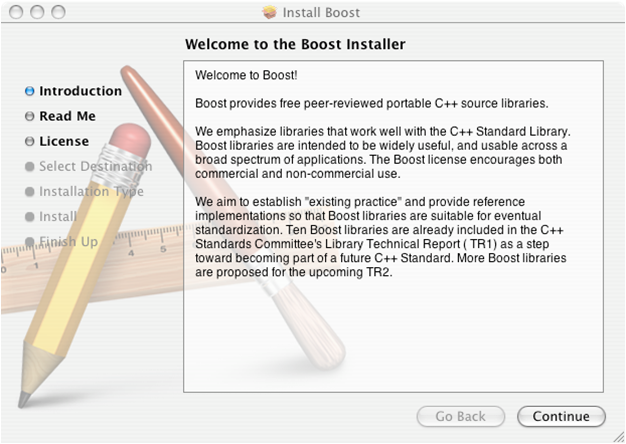 Install Boost
Welcome to the Boost Installer
Introduction
Read Me
License
Select Destination
Installation Type
Install
Finish Up
0
1
4
5
Welcome to Boost!
Boost provides free peer-reviewed portable C++ source libraries.
We emphasize libraries that work well with the C++ Standard Library.
Boost libraries are intended to be widely useful, and usable across a
broad spectrum of applications. The Boost license encourages both
commercial and non-commercial use.
We aim to establish "existing practice" and provide reference
implementations so that Boost libraries are suitable for eventual
standardization. Ten Boost libraries are already included in the C++
Standards Committee's Library Technical Report ( TR1) as a step
toward becoming part of a future C++ Standard. More Boost libraries
are proposed for the upcoming TR2.
Go Back
Continue